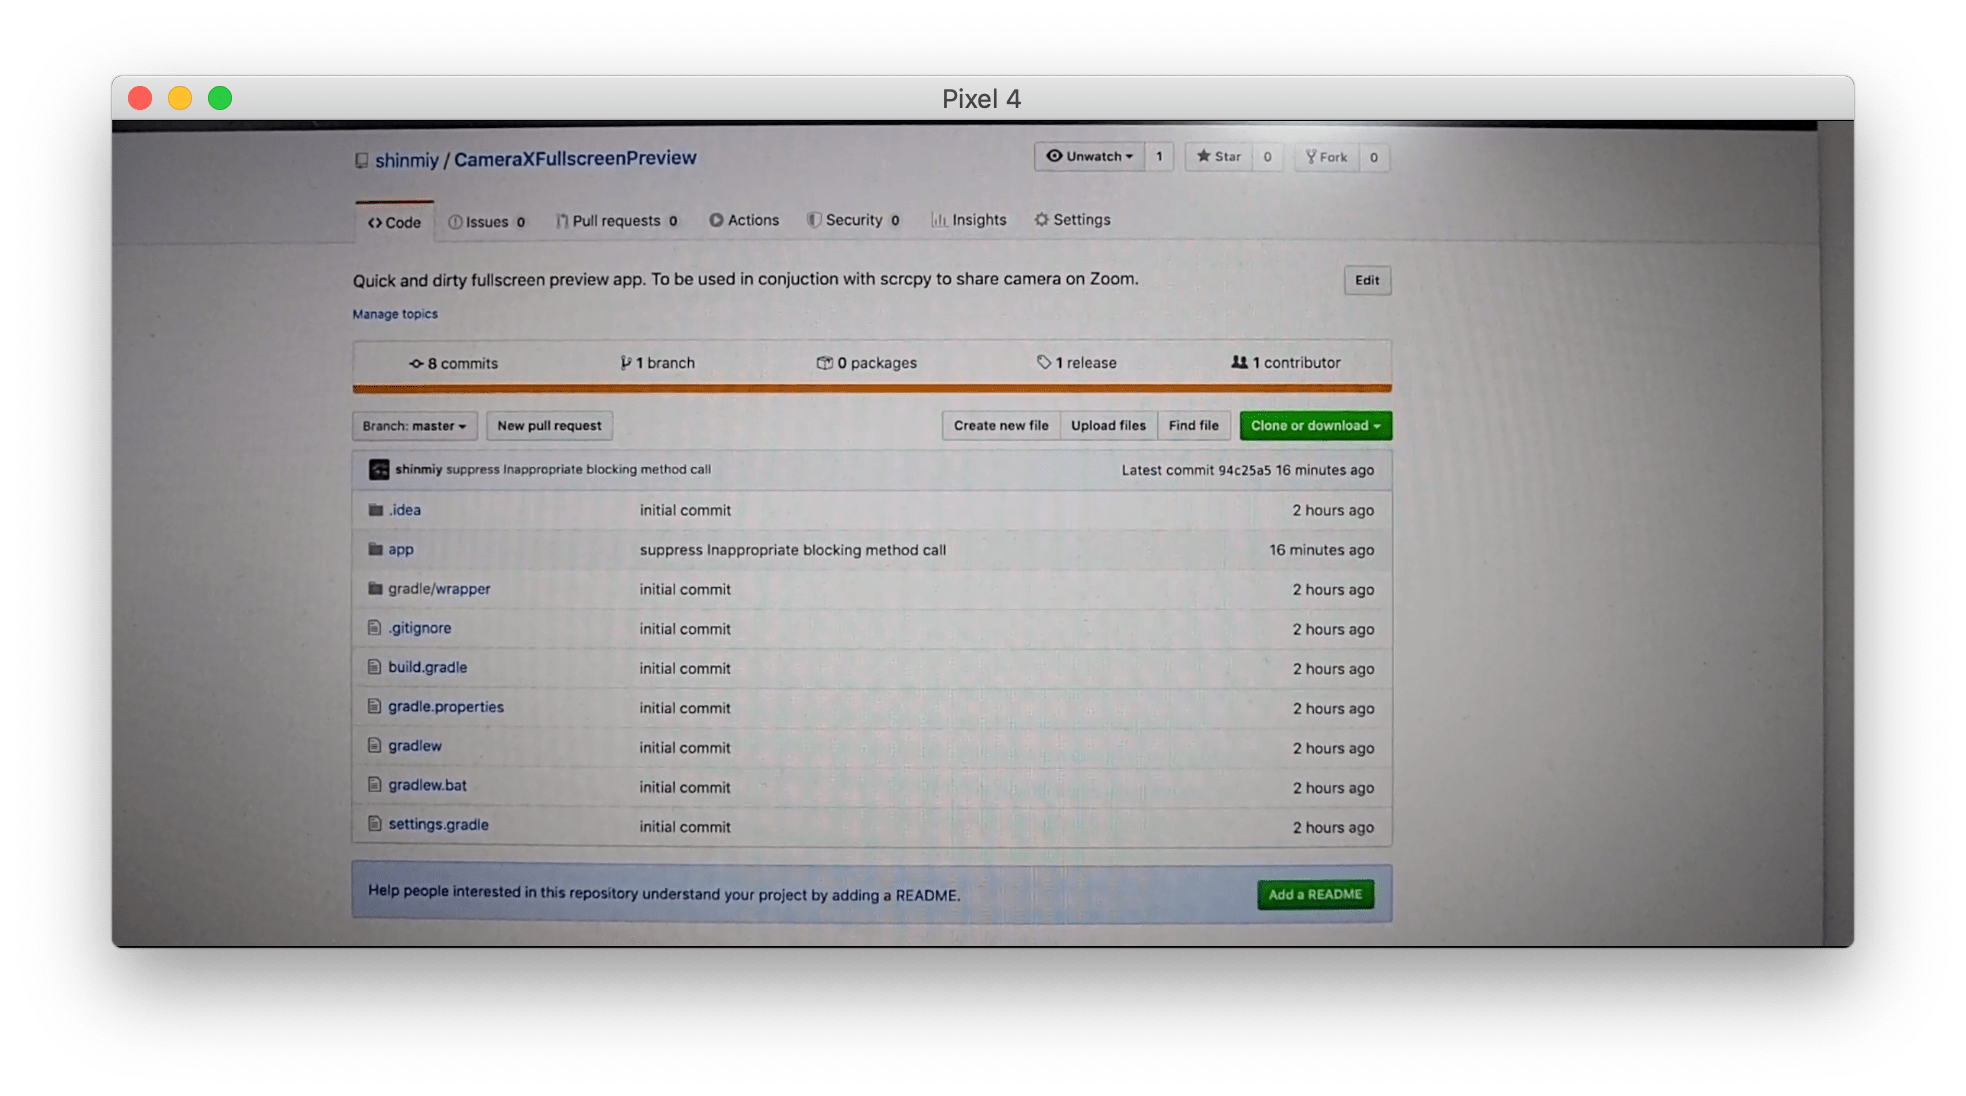 Pixel 4
shinmiy / CameraXFullscreenPreview
Unwatch 1 Star 0 Fork 0
Code Issues 0 Pull requests 0 Actions Security 0 Insights Settings
Quick and dirty fullscreen preview app. To be used in conjuction with scrcpy to share camera on Zoom. Edit
Manage topics
8 commits 1 branch 0 packages 1 release 1 contributor
Branch: master New pull request Create new file Upload files Find file Clone or download
shinmiy suppress Inappropriate blocking method call Latest commit 94c25a5 16 minutes ago
.idea initial commit 2 hours ago
app suppress Inappropriate blocking method call 16 minutes ago
gradle/wrapper initial commit 2 hours ago
.gitignore initial commit 2 hours ago
build.gradle initial commit 2 hours ago
gradle.properties initial commit 2 hours ago
gradlew initial commit 2 hours ago
gradlew.bat initial commit 2 hours ago
settings.gradle initial commit 2 hours ago
Help people interested in this repository understand your project by adding a README. Add a README